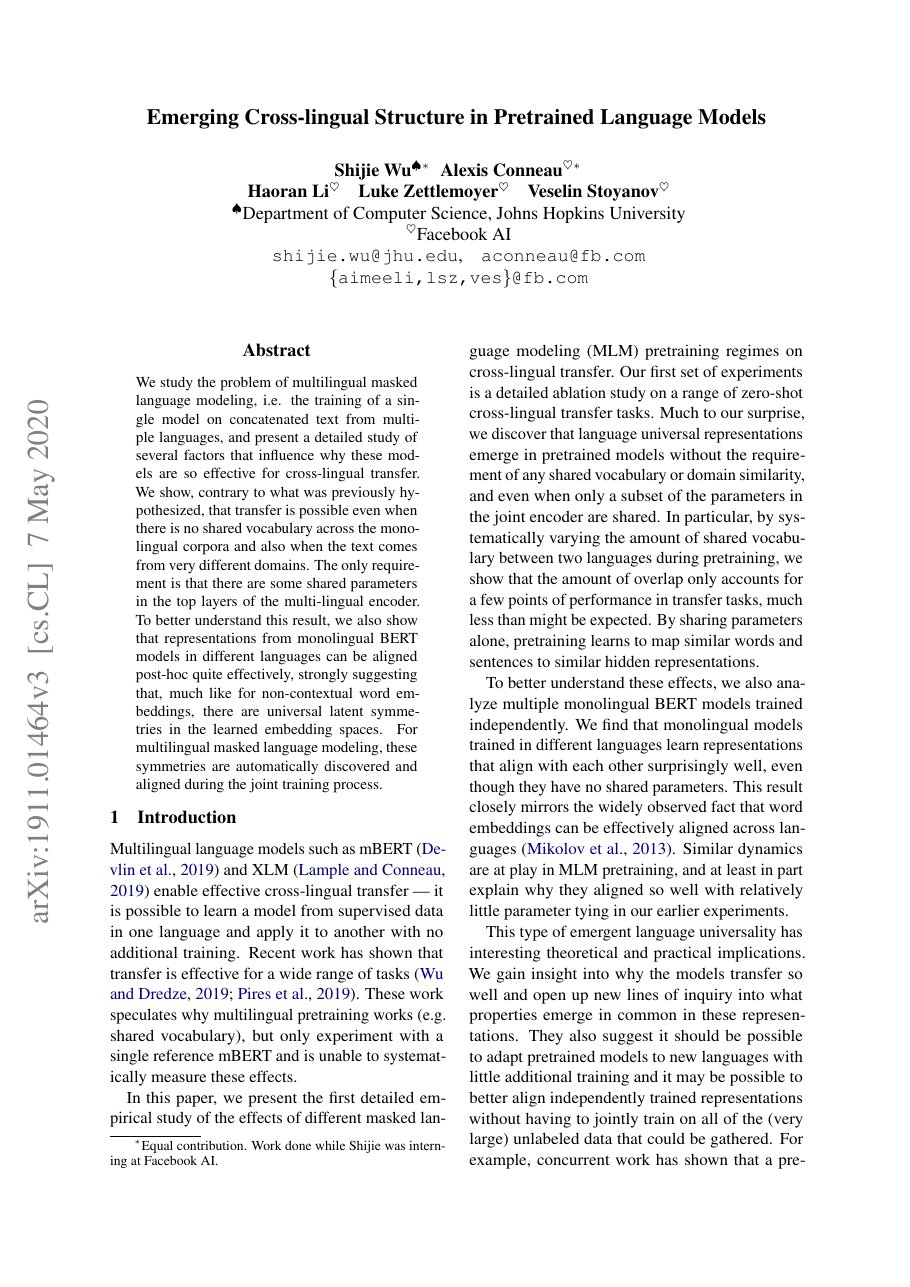 Emerging Cross-lingual Structure in Pretrained Language Models
Shijie Wu♠* Alexis Conneau♡*
Haoran Li♡ Luke Zettlemoyer♡ Veselin Stoyanov♡
♠Department of Computer Science, Johns Hopkins University
♡Facebook AI
shijie.wu@jhu.edu, aconneau@fb.com
{aimeeli,lsz,ves}@fb.com
arXiv:1911.01464v3 [cs.CL] 7 May 2020
Abstract
We study the problem of multilingual masked
language modeling, i.e. the training of a sin-
gle model on concatenated text from multi-
ple languages, and present a detailed study of
several factors that influence why these mod-
els are so effective for cross-lingual transfer.
We show, contrary to what was previously hy-
pothesized, that transfer is possible even when
there is no shared vocabulary across the mono-
lingual corpora and also when the text comes
from very different domains. The only require-
ment is that there are some shared parameters
in the top layers of the multi-lingual encoder.
To better understand this result, we also show
that representations from monolingual BERT
models in different languages can be aligned
post-hoc quite effectively, strongly suggesting
that, much like for non-contextual word em-
beddings, there are universal latent symme-
tries in the learned embedding spaces. For
multilingual masked language modeling, these
symmetries are automatically discovered and
aligned during the joint training process.
1 Introduction
Multilingual language models such as mBERT (De-
vlin et al., 2019) and XLM (Lample and Conneau,
2019) enable effective cross-lingual transfer — it
is possible to learn a model from supervised data
in one language and apply it to another with no
additional training. Recent work has shown that
transfer is effective for a wide range of tasks (Wu
and Dredze, 2019; Pires et al., 2019). These work
speculates why multilingual pretraining works (e.g.
shared vocabulary), but only experiment with a
single reference mBERT and is unable to systemat-
ically measure these effects.
In this paper, we present the first detailed em-
pirical study of the effects of different masked lan-
*Equal contribution. Work done while Shijie was intern-
ing at Facebook AI.
guage modeling (MLM) pretraining regimes on
cross-lingual transfer. Our first set of experiments
is a detailed ablation study on a range of zero-shot
cross-lingual transfer tasks. Much to our surprise,
we discover that language universal representations
emerge in pretrained models without the require-
ment of any shared vocabulary or domain similarity,
and even when only a subset of the parameters in
the joint encoder are shared. In particular, by sys-
tematically varying the amount of shared vocabu-
lary between two languages during pretraining, we
show that the amount of overlap only accounts for
a few points of performance in transfer tasks, much
less than might be expected. By sharing parameters
alone, pretraining learns to map similar words and
sentences to similar hidden representations.
To better understand these effects, we also ana-
lyze multiple monolingual BERT models trained
independently. We find that monolingual models
trained in different languages learn representations
that align with each other surprisingly well, even
though they have no shared parameters. This result
closely mirrors the widely observed fact that word
embeddings can be effectively aligned across lan-
guages (Mikolov et al., 2013). Similar dynamics
are at play in MLM pretraining, and at least in part
explain why they aligned so well with relatively
little parameter tying in our earlier experiments.
This type of emergent language universality has
interesting theoretical and practical implications.
We gain insight into why the models transfer so
well and open up new lines of inquiry into what
properties emerge in common in these represen-
tations. They also suggest it should be possible
to adapt pretrained models to new languages with
little additional training and it may be possible to
better align independently trained representations
without having to jointly train on all of the (very
large) unlabeled data that could be gathered. For
example, concurrent work has shown that a pre-